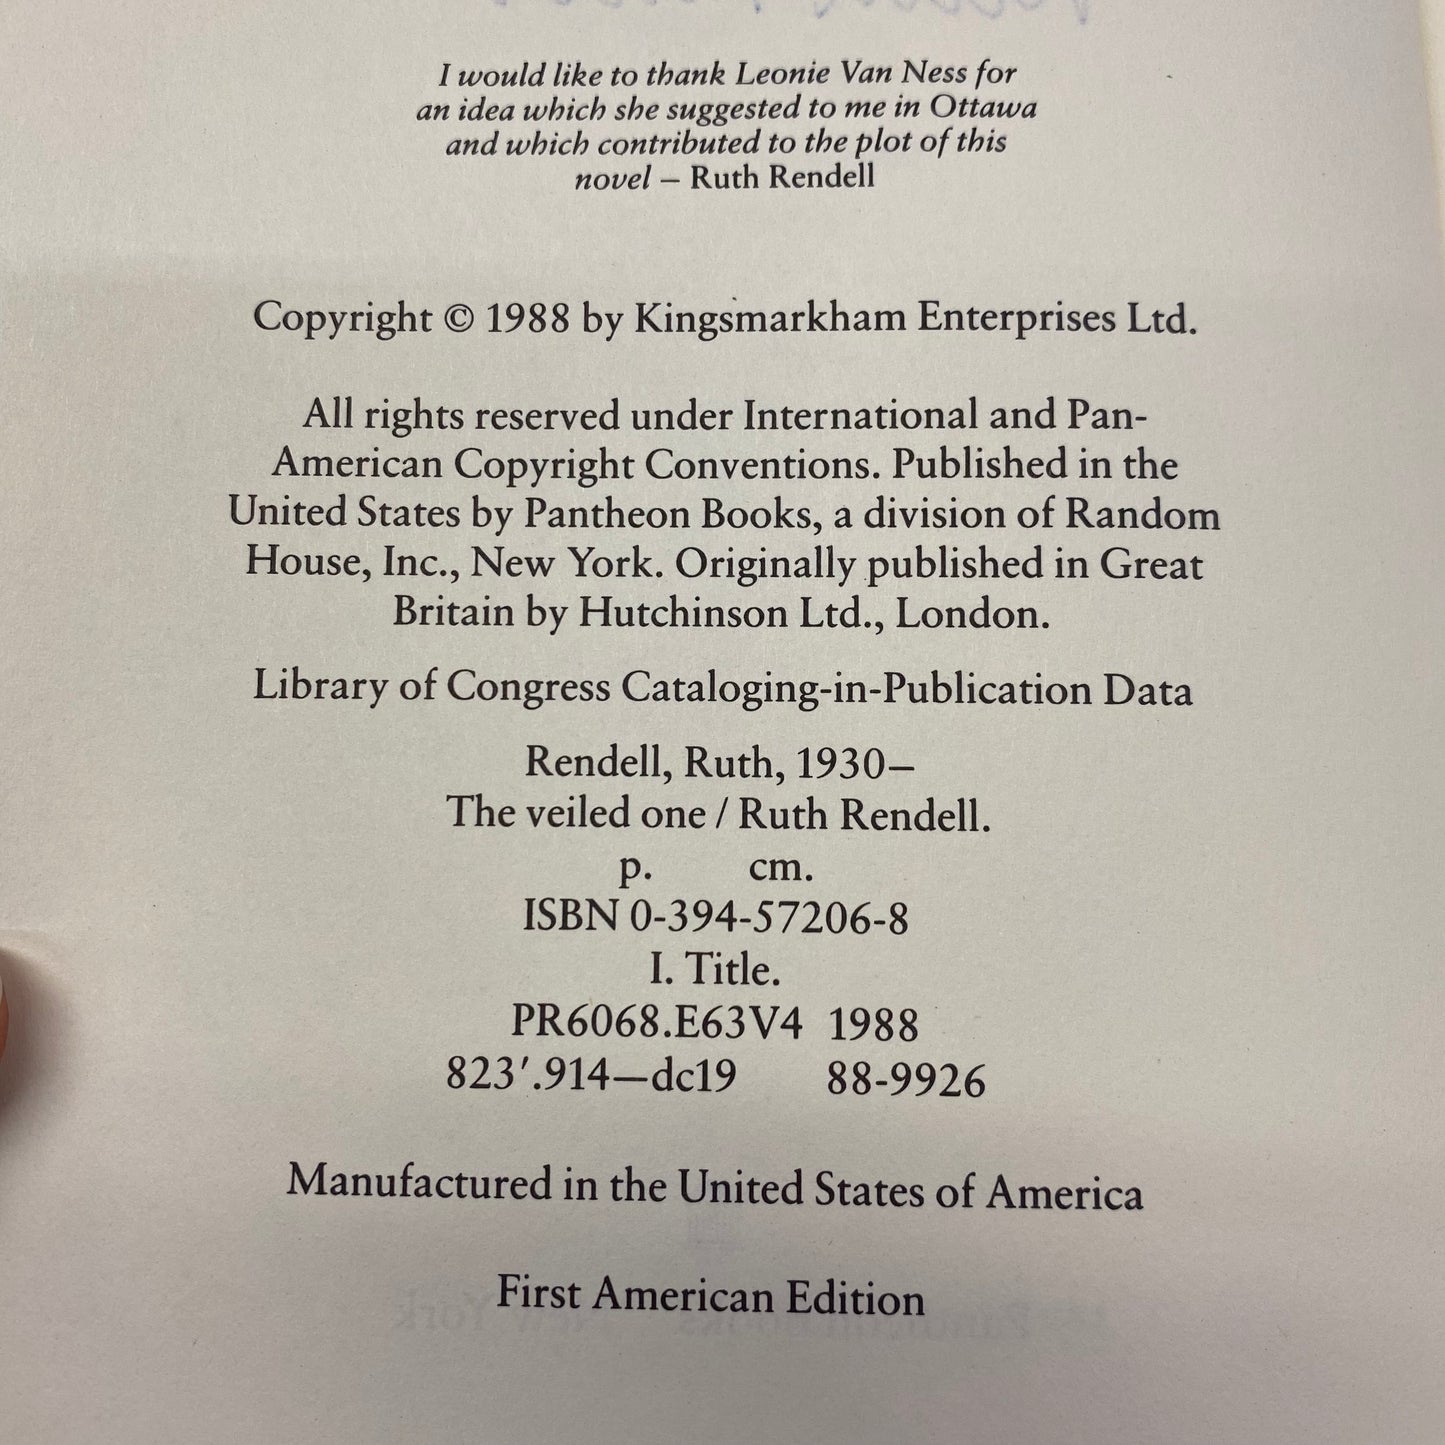 I would like to thank Leonie Van Ness for
an idea which she suggested to me in Ottawa
and which contributed to the plot of this
novel – Ruth Rendell
Copyright © 1988 by Kingsmarkham Enterprises Ltd.
All rights reserved under International and Pan-
American Copyright Conventions. Published in the
United States by Pantheon Books, a division of Random
House, Inc., New York. Originally published in Great
Britain by Hutchinson Ltd., London.
Library of Congress Cataloging-in-Publication Data
Rendell, Ruth, 1930–
The veiled one / Ruth Rendell.
p. cm.
ISBN 0-394-57206-8
I. Title.
PR6068.E63V4 1988
823′.914—dc19 88-9926
Manufactured in the United States of America
First American Edition